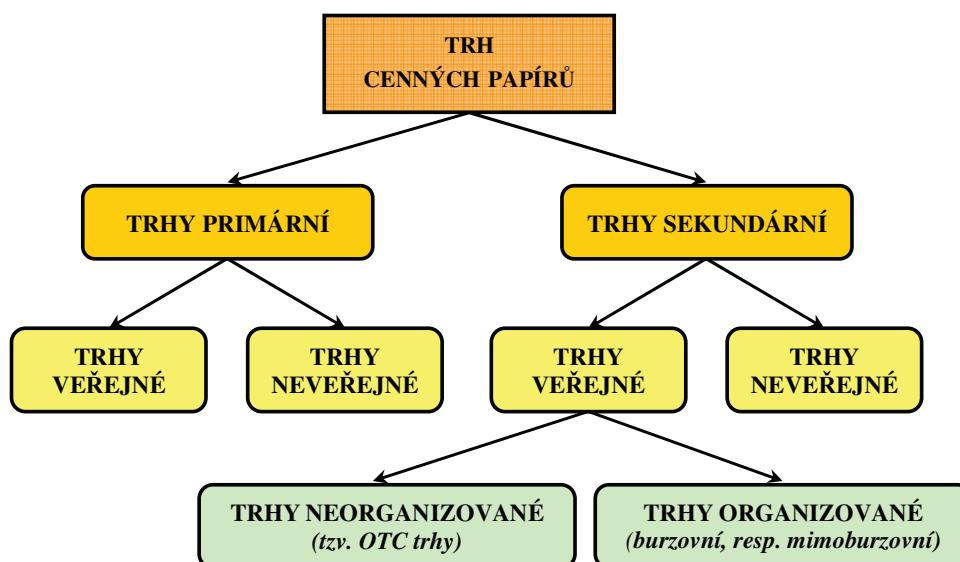 TRH
CENNÝCH PAPÍRŮ
TRHY PRIMÁRNÍ
TRHY SEKUNDÁRNÍ
TRHY
VEŘEJNÉ
TRHY
NEVEŘEJNÉ
TRHY
VEŘEJNÉ
TRHY
NEVEŘEJNÉ
TRHY NEORGANIZOVANÉ
(tzv. OTC trhy)
TRHY ORGANIZOVANÉ
(burzovní, resp. mimoburzovní)